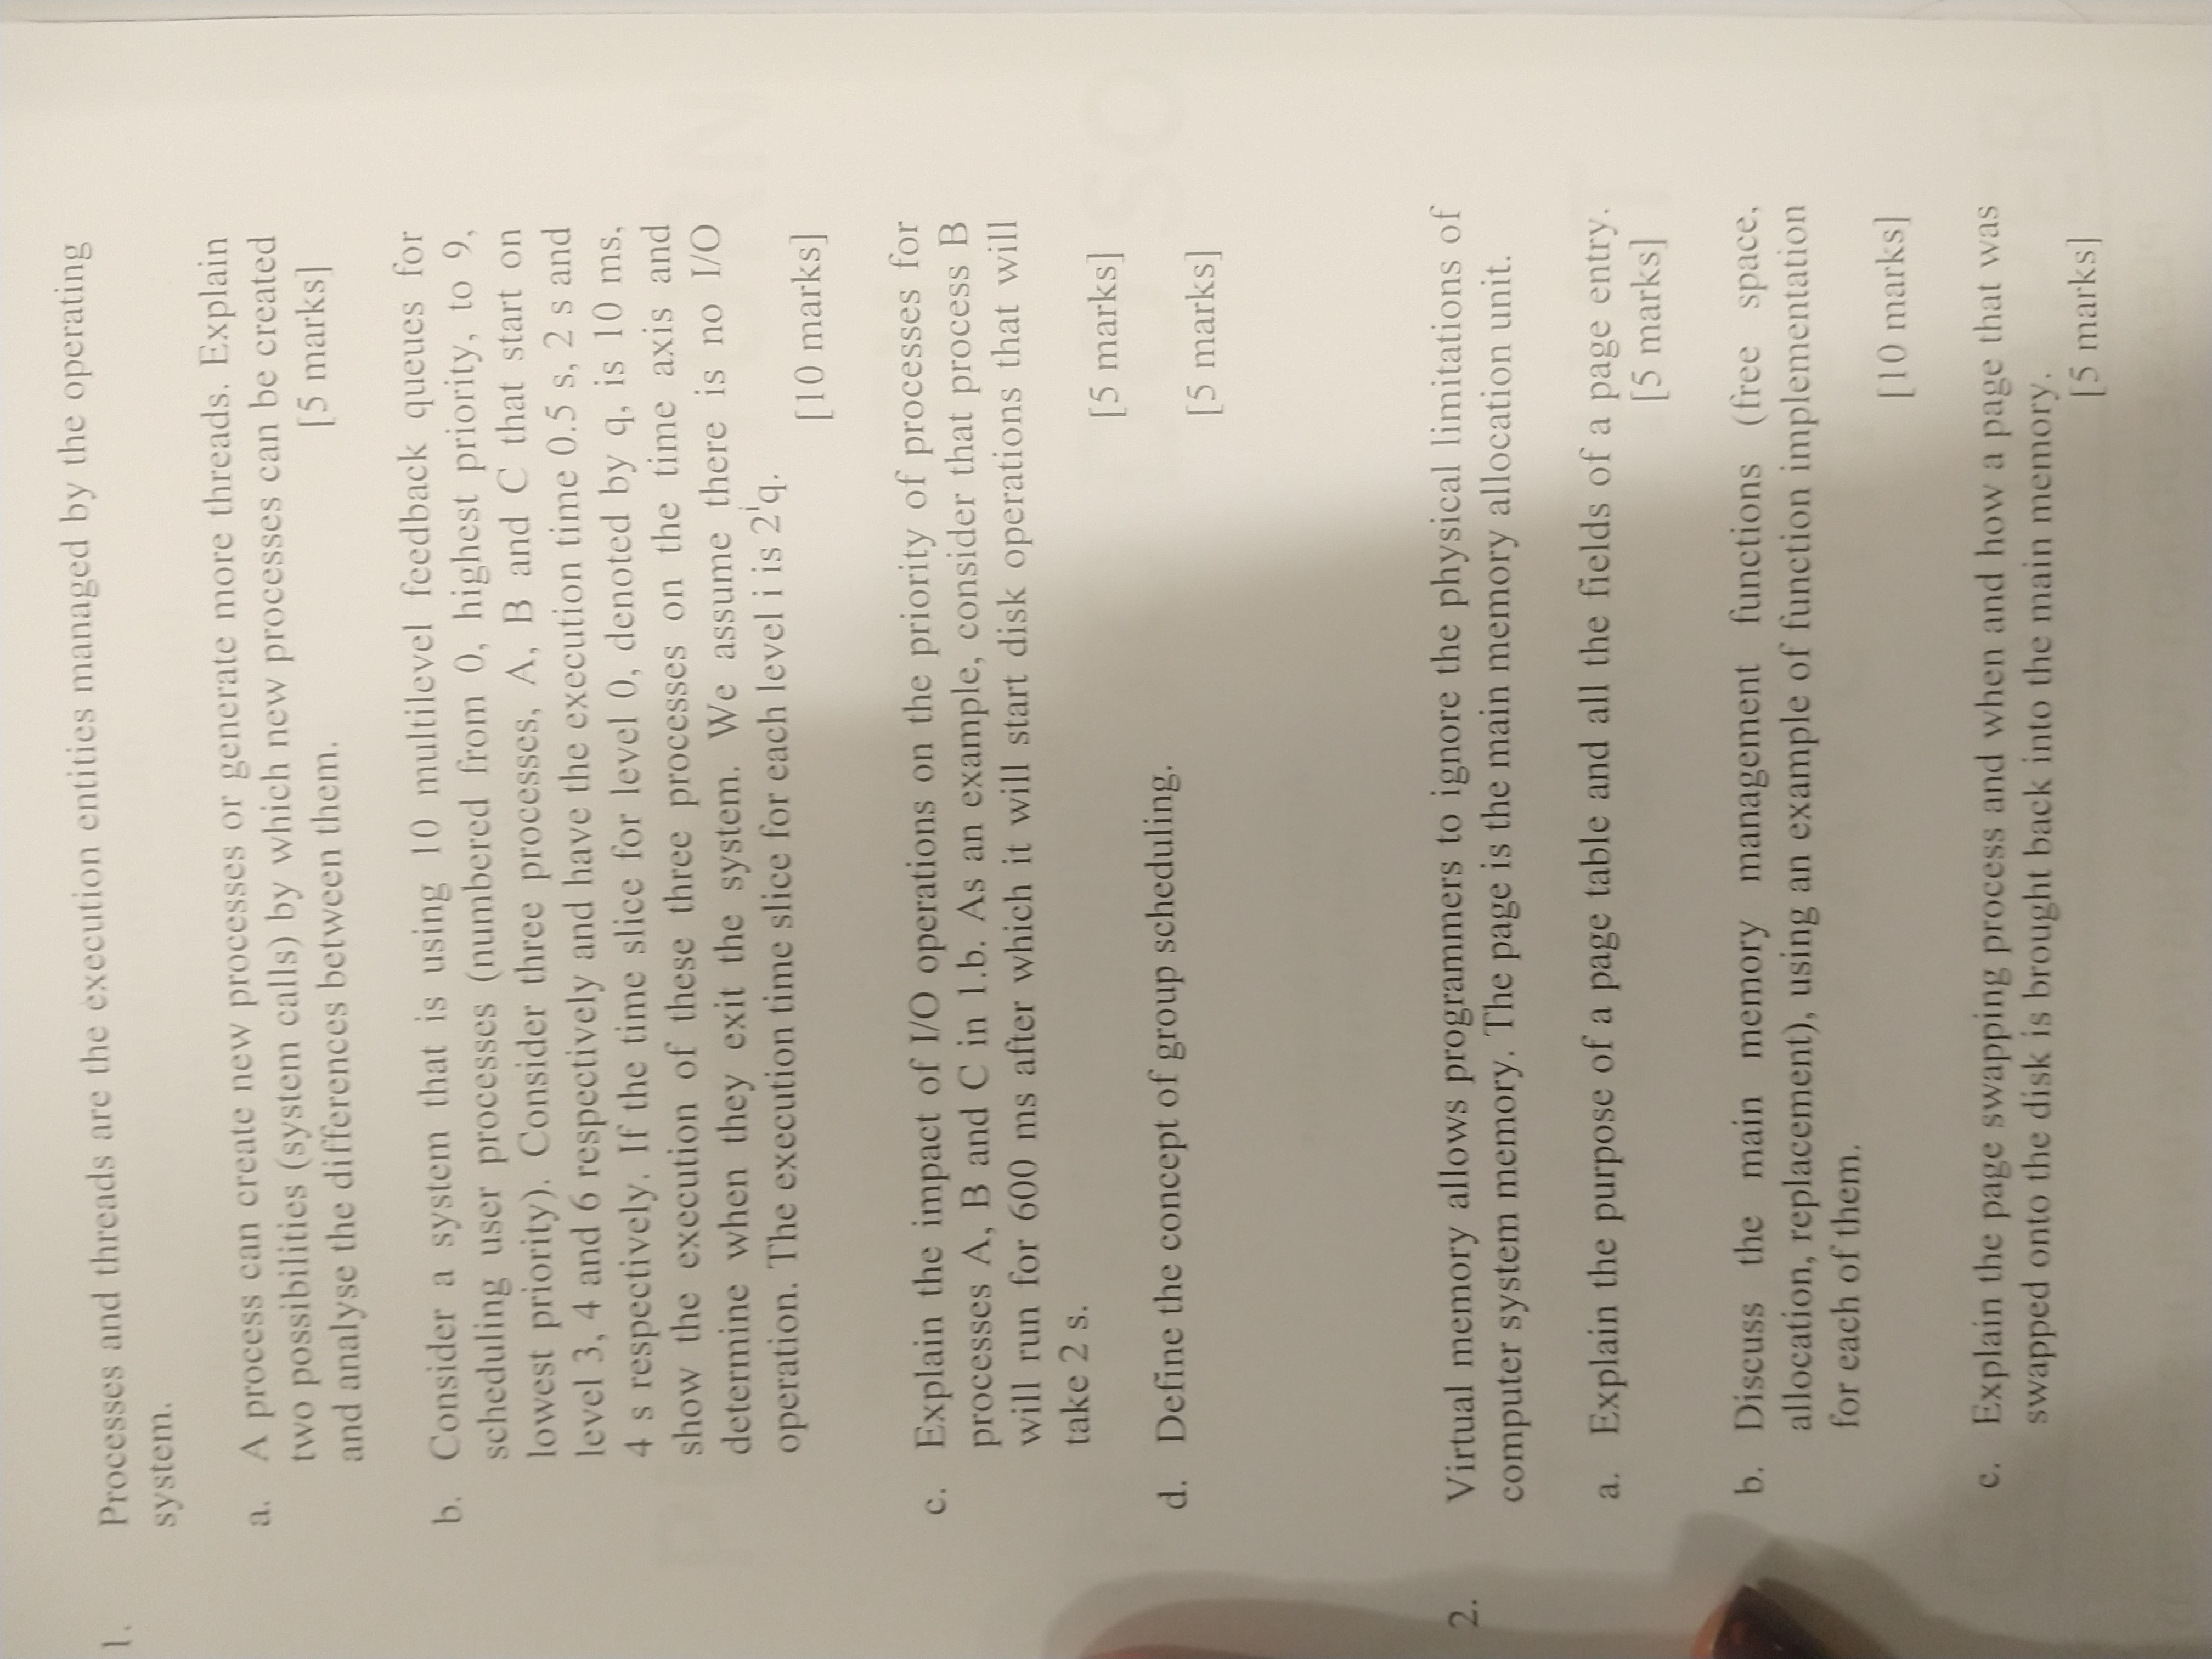 1. Processes and threads are the execution entities managed by the operating
system.
a. A process can create new processes or generate more threads. Explain
two possibilities (system calls) by which new processes can be created
and analyse the differences between them. [5 marks]
b. Consider a system that is using 10 multilevel feedback queues for
scheduling user processes (numbered from 0, highest priority, to 9,
lowest priority). Consider three processes, A, B and C that start on
level 3, 4 and 6 respectively and have the execution time 0.5 s, 2 s and
4 s respectively. If the time slice for level 0, denoted by q, is 10 ms,
show the execution of these three processes on the time axis and
determine when they exit the system. We assume there is no I/O
operation. The execution time slice for each level i is 2ⁱq.
[10 marks]
c. Explain the impact of I/O operations on the priority of processes for
processes A, B and C in 1.b. As an example, consider that process B
will run for 600 ms after which it will start disk operations that will
take 2 s.
[5 marks]
d. Define the concept of group scheduling.
[5 marks]
2. Virtual memory allows programmers to ignore the physical limitations of
computer system memory. The page is the main memory allocation unit.
a. Explain the purpose of a page table and all the fields of a page entry.
[5 marks]
b. Discuss the main memory management functions (free space,
allocation, replacement), using an example of function implementation
for each of them.
[10 marks]
c. Explain the page swapping process and when and how a page that was
swapped onto the disk is brought back into the main memory.
[5 marks]